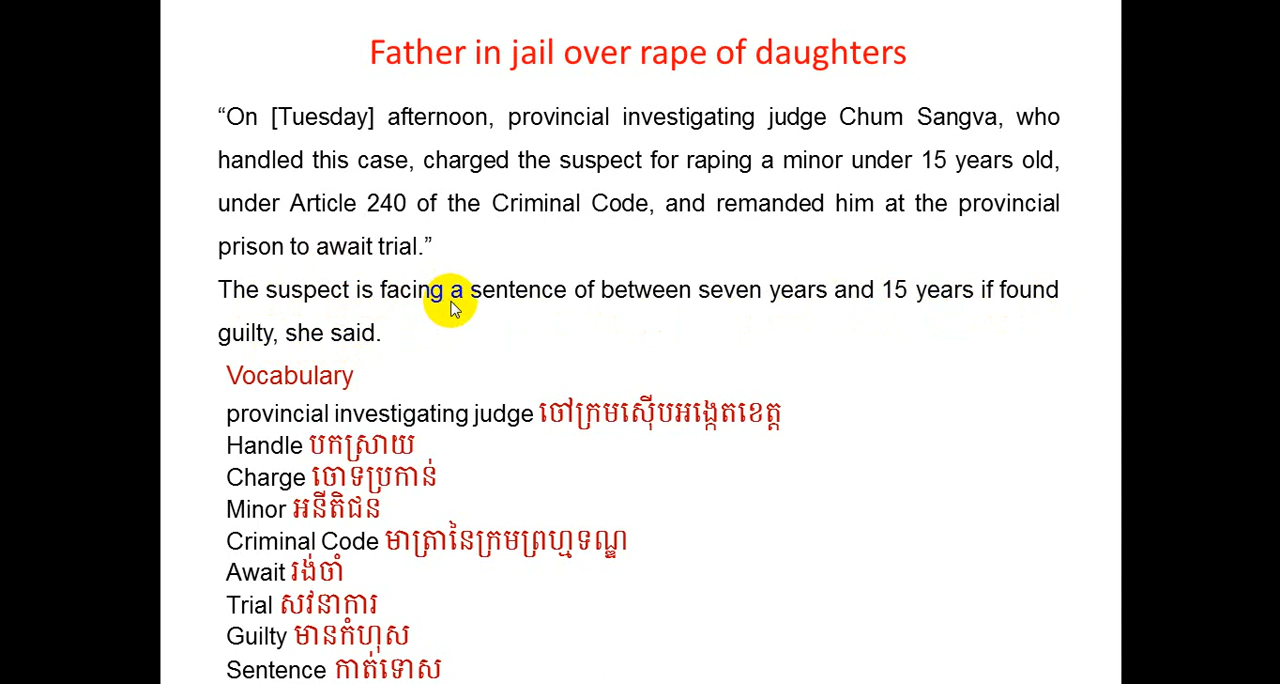 Father in jail over rape of daughters
“On [Tuesday] afternoon, provincial investigating judge Chum Sangva, who
handled this case, charged the suspect for raping a minor under 15 years old,
under Article 240 of the Criminal Code, and remanded him at the provincial
prison to await trial.”
The suspect is facing a sentence of between seven years and 15 years if found
guilty, she said.
Vocabulary
provincial investigating judge ចៅក្រមស៊ើបអង្កេតខេត្ត
Handle បកស្រាយ
Charge ចោទប្រកាន់
Minor អនីតិជន
Criminal Code មាត្រានៃក្រមព្រហ្មទណ្ឌ
Await រង់ចាំ
Trial សវនាការ
Guilty មានកំហុស
Sentence កាត់ទោស